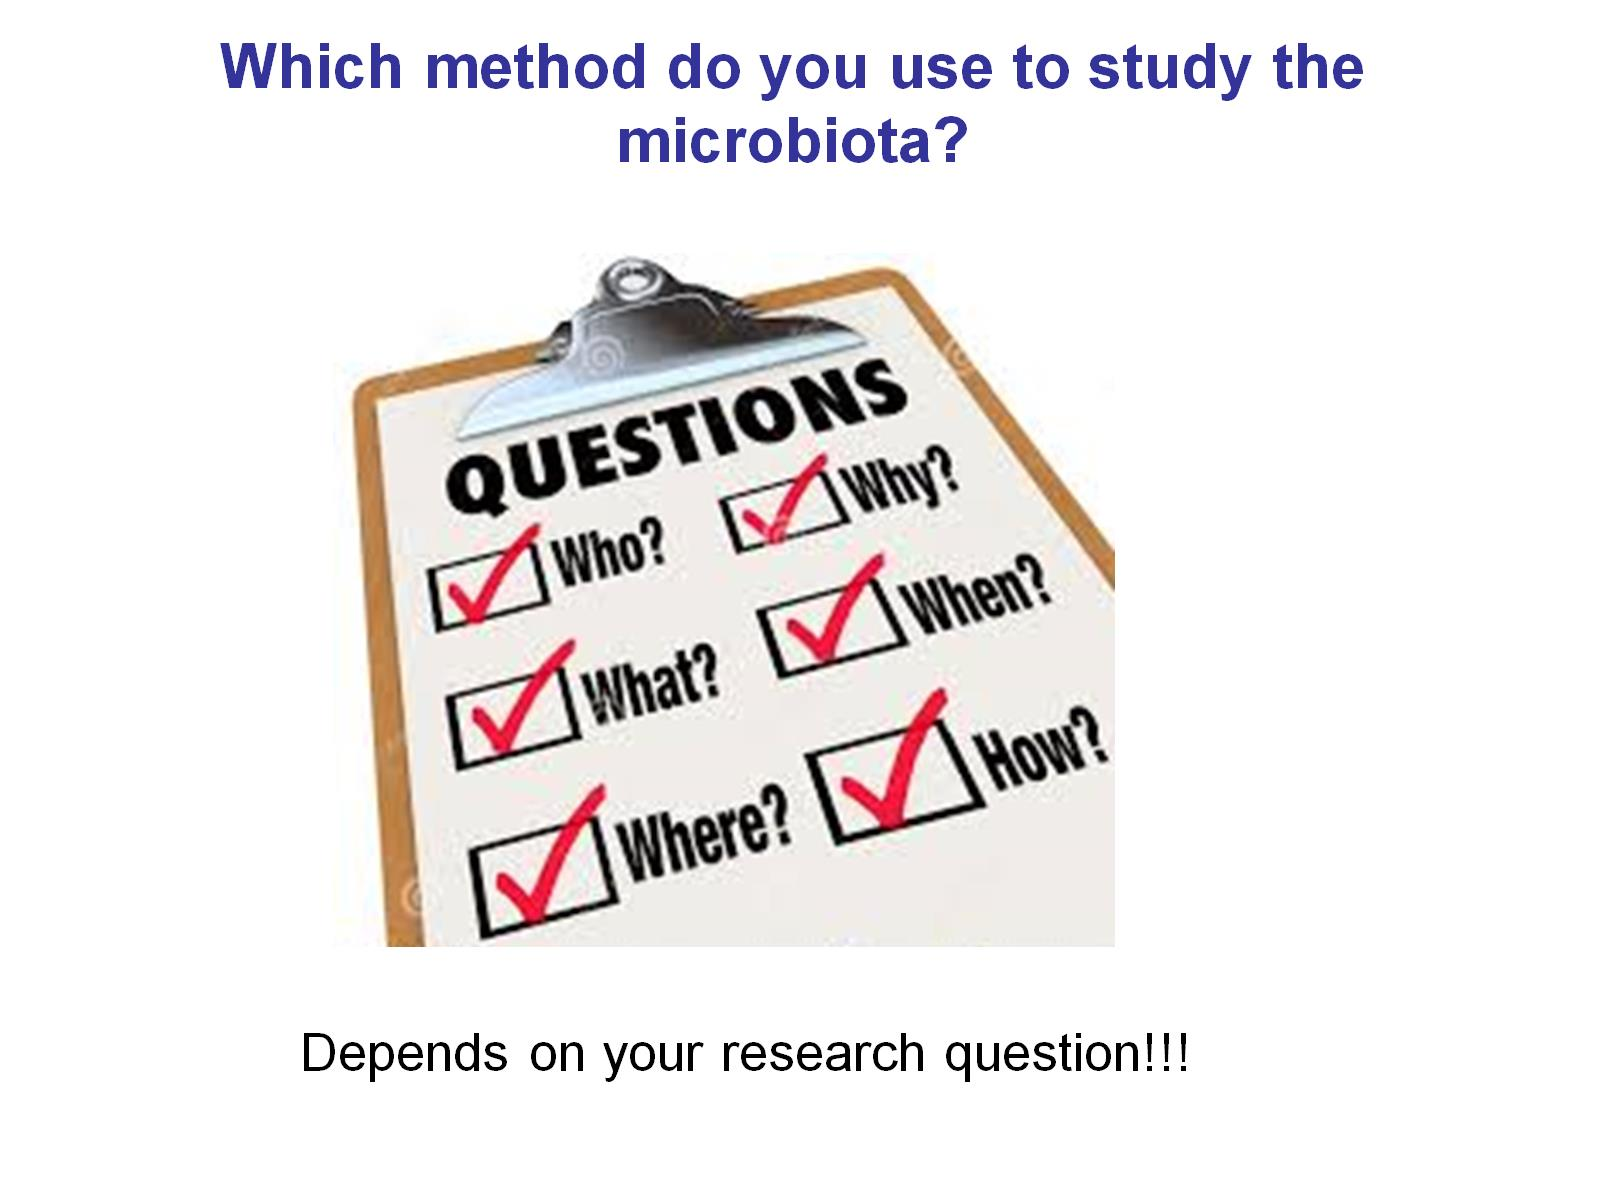 Which method do you use to study the
microbiota?
QUESTIONS
Who?
Why?
What?
When?
Where?
How?
Depends on your research question!!!